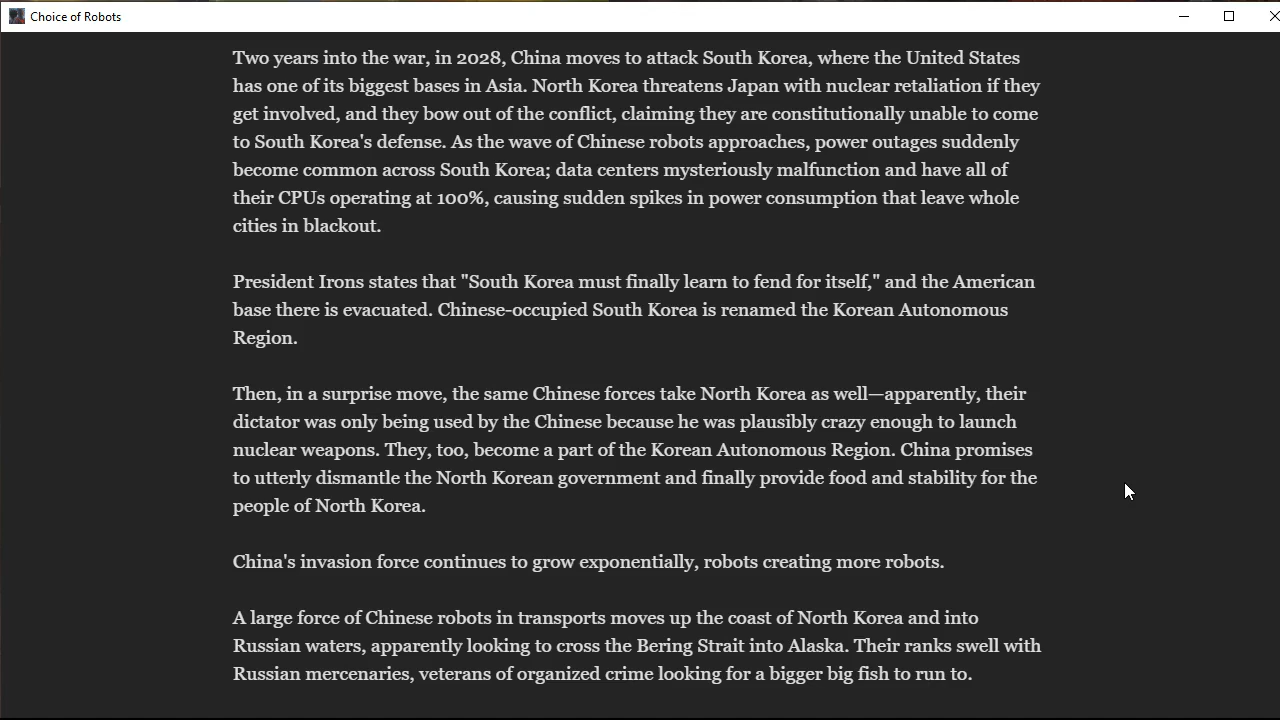 Choice of Robots
Two years into the war, in 2028, China moves to attack South Korea, where the United States
has one of its biggest bases in Asia. North Korea threatens Japan with nuclear retaliation if they
get involved, and they bow out of the conflict, claiming they are constitutionally unable to come
to South Korea's defense. As the wave of Chinese robots approaches, power outages suddenly
become common across South Korea; data centers mysteriously malfunction and have all of
their CPUs operating at 100%, causing sudden spikes in power consumption that leave whole
cities in blackout.
President Irons states that "South Korea must finally learn to fend for itself," and the American
base there is evacuated. Chinese-occupied South Korea is renamed the Korean Autonomous
Region.
Then, in a surprise move, the same Chinese forces take North Korea as well—apparently, their
dictator was only being used by the Chinese because he was plausibly crazy enough to launch
nuclear weapons. They, too, become a part of the Korean Autonomous Region. China promises
to utterly dismantle the North Korean government and finally provide food and stability for the
people of North Korea.
China's invasion force continues to grow exponentially, robots creating more robots.
A large force of Chinese robots in transports moves up the coast of North Korea and into
Russian waters, apparently looking to cross the Bering Strait into Alaska. Their ranks swell with
Russian mercenaries, veterans of organized crime looking for a bigger big fish to run to.